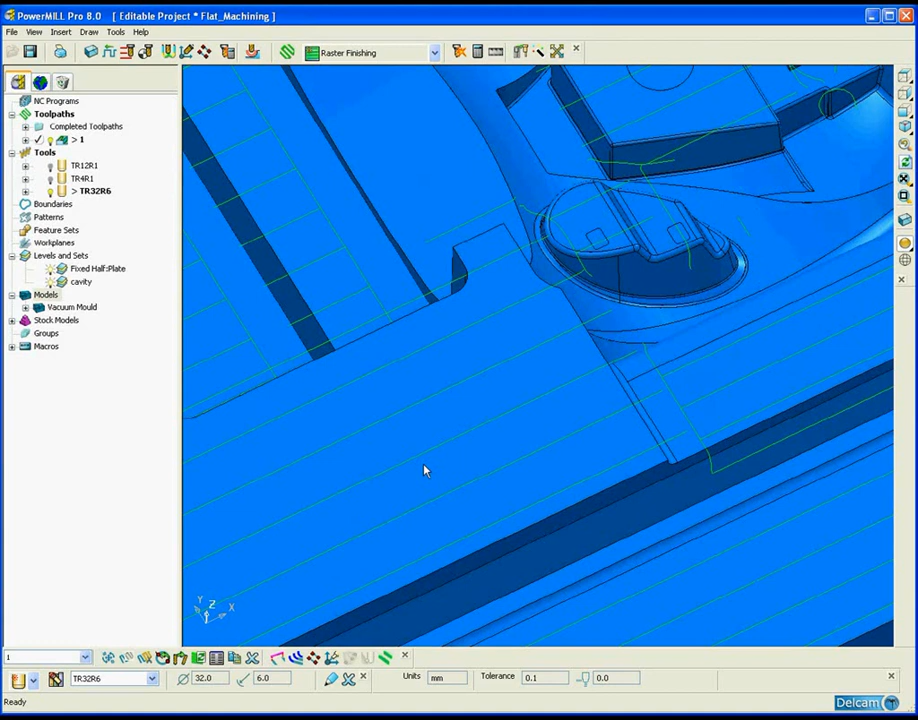 PowerMILL Pro 8.0 [ Editable Project * Flat_Machining ]
File View Insert Draw Tools Help
Raster Finishing
NC Programs
Toolpaths
Completed Toolpaths
> 1
Tools
TR12R1
TR4R1
> TR32R6
Boundaries
Patterns
Feature Sets
Workplanes
Levels and Sets
Fixed Half:Plate
cavity
Models
Vacuum Mould
Stock Models
Groups
Macros
Y Z X
1
TR32R6 32.0 6.0 Units mm Tolerance 0.1 0.0
Ready
Delcam